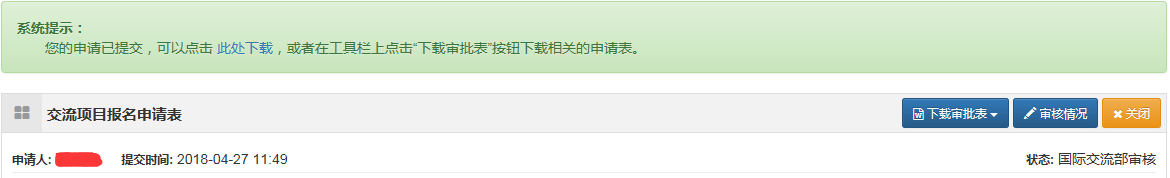 系统提示：
您的申请已提交，可以点击 此处下载，或者在工具栏上点击“下载审批表”按钮下载相关的申请表。
交流项目报名申请表 下载审批表 审核情况 关闭
申请人: 提交时间: 2018-04-27 11:49 状态: 国际交流部审核